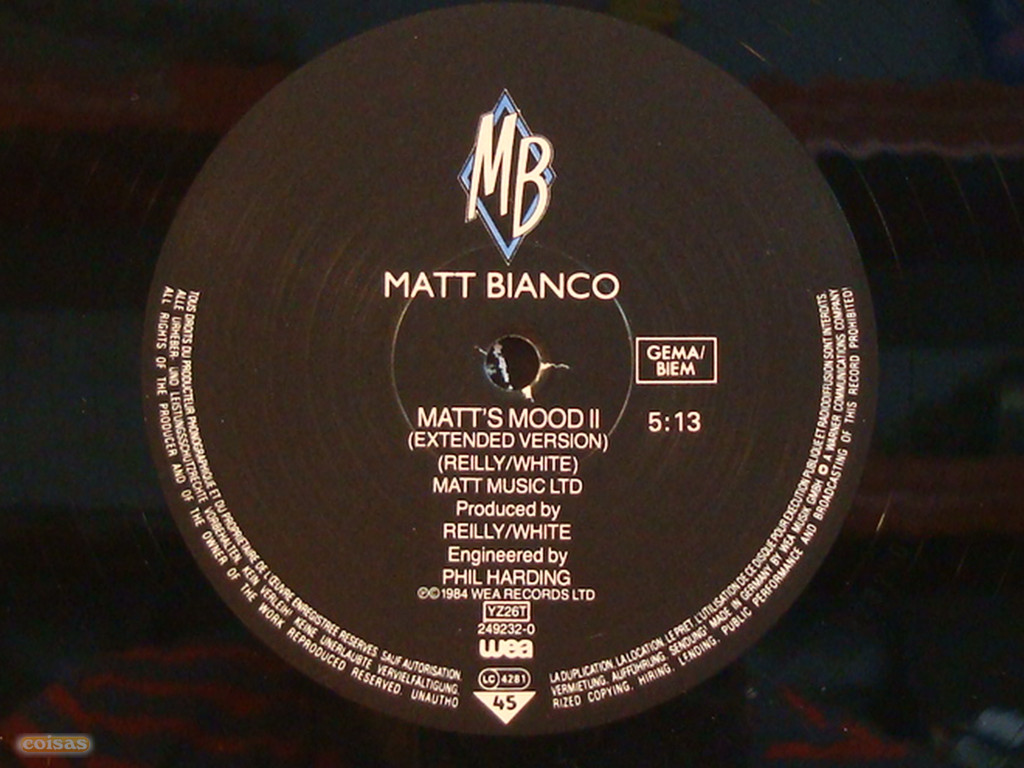 MB
MATT BIANCO
GEMA/
BIEM
MATT'S MOOD II
5:13
(EXTENDED VERSION)
(REILLY/WHITE)
MATT MUSIC LTD
Produced by
REILLY/WHITE
Engineered by
PHIL HARDING
℗©1984 WEA RECORDS LTD
YZ26T
249232-0
wea
LC 4281
45
TOUS DROITS DU PRODUCTEUR PHONOGRAPHIQUE ET DU PROPRIETAIRE DE L'ŒUVRE ENREGISTREE RESERVES SAUF AUTORISATION,
LA DUPLICATION, LA LOCATION, LE PRET, L'UTILISATION DE CE DISQUE POUR EXECUTION PUBLIQUE ET RADIODIFFUSION SONT INTERDITS
ALLE URHEBER- UND LEISTUNGSSCHUTZRECHTE VORBEHALTEN. KEIN VERLEIH! KEINE UNERLAUBTE VERVIELFÄLTIGUNG,
VERMIETUNG, AUFFÜHRUNG, SENDUNG! MADE IN GERMANY BY WEA MUSIK GMBH A WARNER COMMUNICATIONS COMPANY
ALL RIGHTS OF THE PRODUCER AND OF THE OWNER OF THE WORK REPRODUCED RESERVED. UNAUTHO
RIZED COPYING, HIRING, LENDING, PUBLIC PERFORMANCE AND BROADCASTING OF THIS RECORD PROHIBITED!
coisas